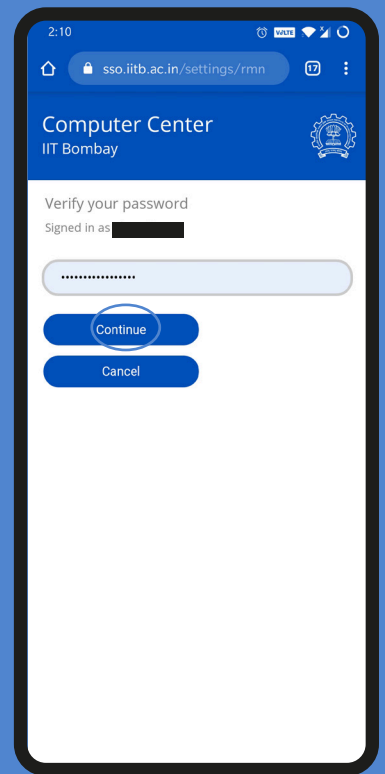 2:10
VoLTE
sso.iitb.ac.in/settings/rmn
17
Computer Center
IIT Bombay
Verify your password
Signed in as
••••••••••••••••
Continue
Cancel